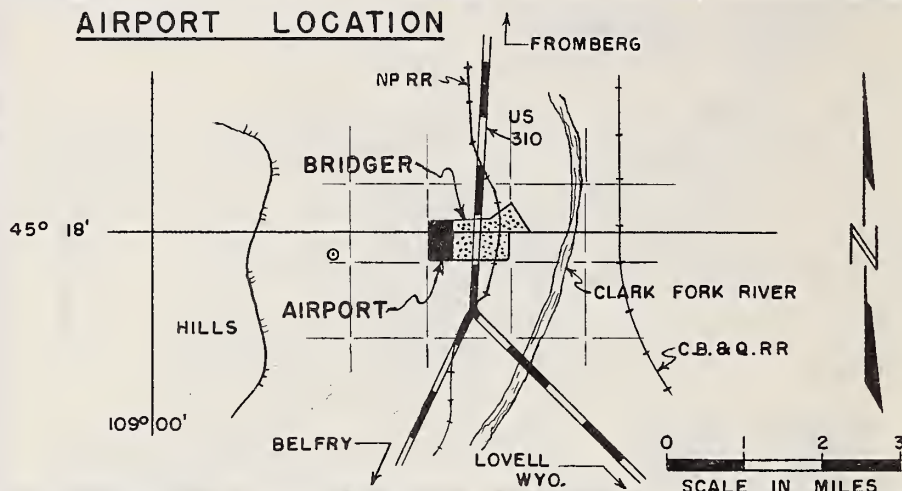 AIRPORT LOCATION
FROMBERG
NP RR
US
310
BRIDGER
45° 18'
AIRPORT
CLARK FORK RIVER
HILLS
C.B. & Q. RR
109° 00'
BELFRY
LOVELL
WYO.
N
0 1 2 3
SCALE IN MILES